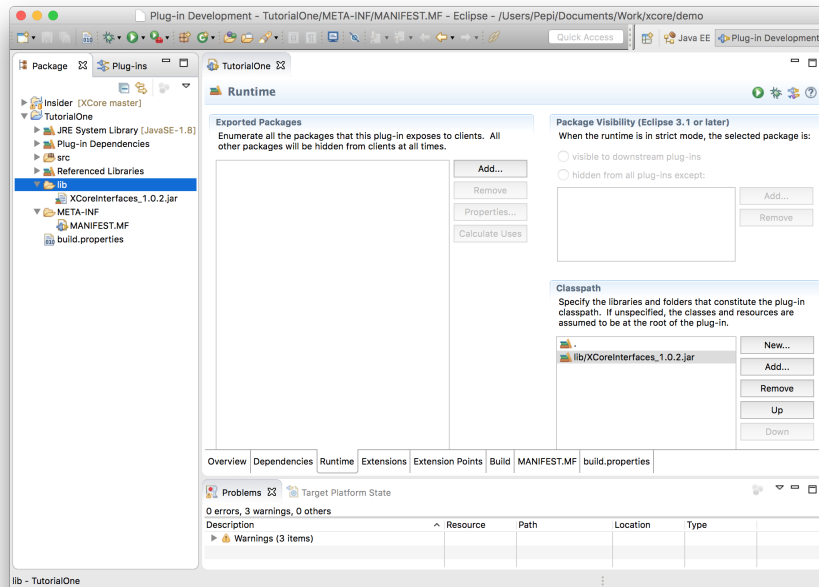 Plug-in Development - TutorialOne/META-INF/MANIFEST.MF - Eclipse - /Users/Pepi/Documents/Work/xcore/demo
Quick Access
Java EE
Plug-in Development
Package
Plug-ins
Insider [XCore master]
TutorialOne
JRE System Library [JavaSE-1.8]
Plug-in Dependencies
src
Referenced Libraries
lib
XCoreInterfaces_1.0.2.jar
META-INF
MANIFEST.MF
build.properties
TutorialOne
Runtime
Exported Packages
Enumerate all the packages that this plug-in exposes to clients. All
other packages will be hidden from clients at all times.
Add...
Remove
Properties...
Calculate Uses
Package Visibility (Eclipse 3.1 or later)
When the runtime is in strict mode, the selected package is:
visible to downstream plug-ins
hidden from all plug-ins except:
Add...
Remove
Classpath
Specify the libraries and folders that constitute the plug-in
classpath. If unspecified, the classes and resources are
assumed to be at the root of the plug-in.
.
lib/XCoreInterfaces_1.0.2.jar
New...
Add...
Remove
Up
Down
Overview Dependencies Runtime Extensions Extension Points Build MANIFEST.MF build.properties
Problems
Target Platform State
0 errors, 3 warnings, 0 others
Description Resource Path Location Type
Warnings (3 items)
lib - TutorialOne